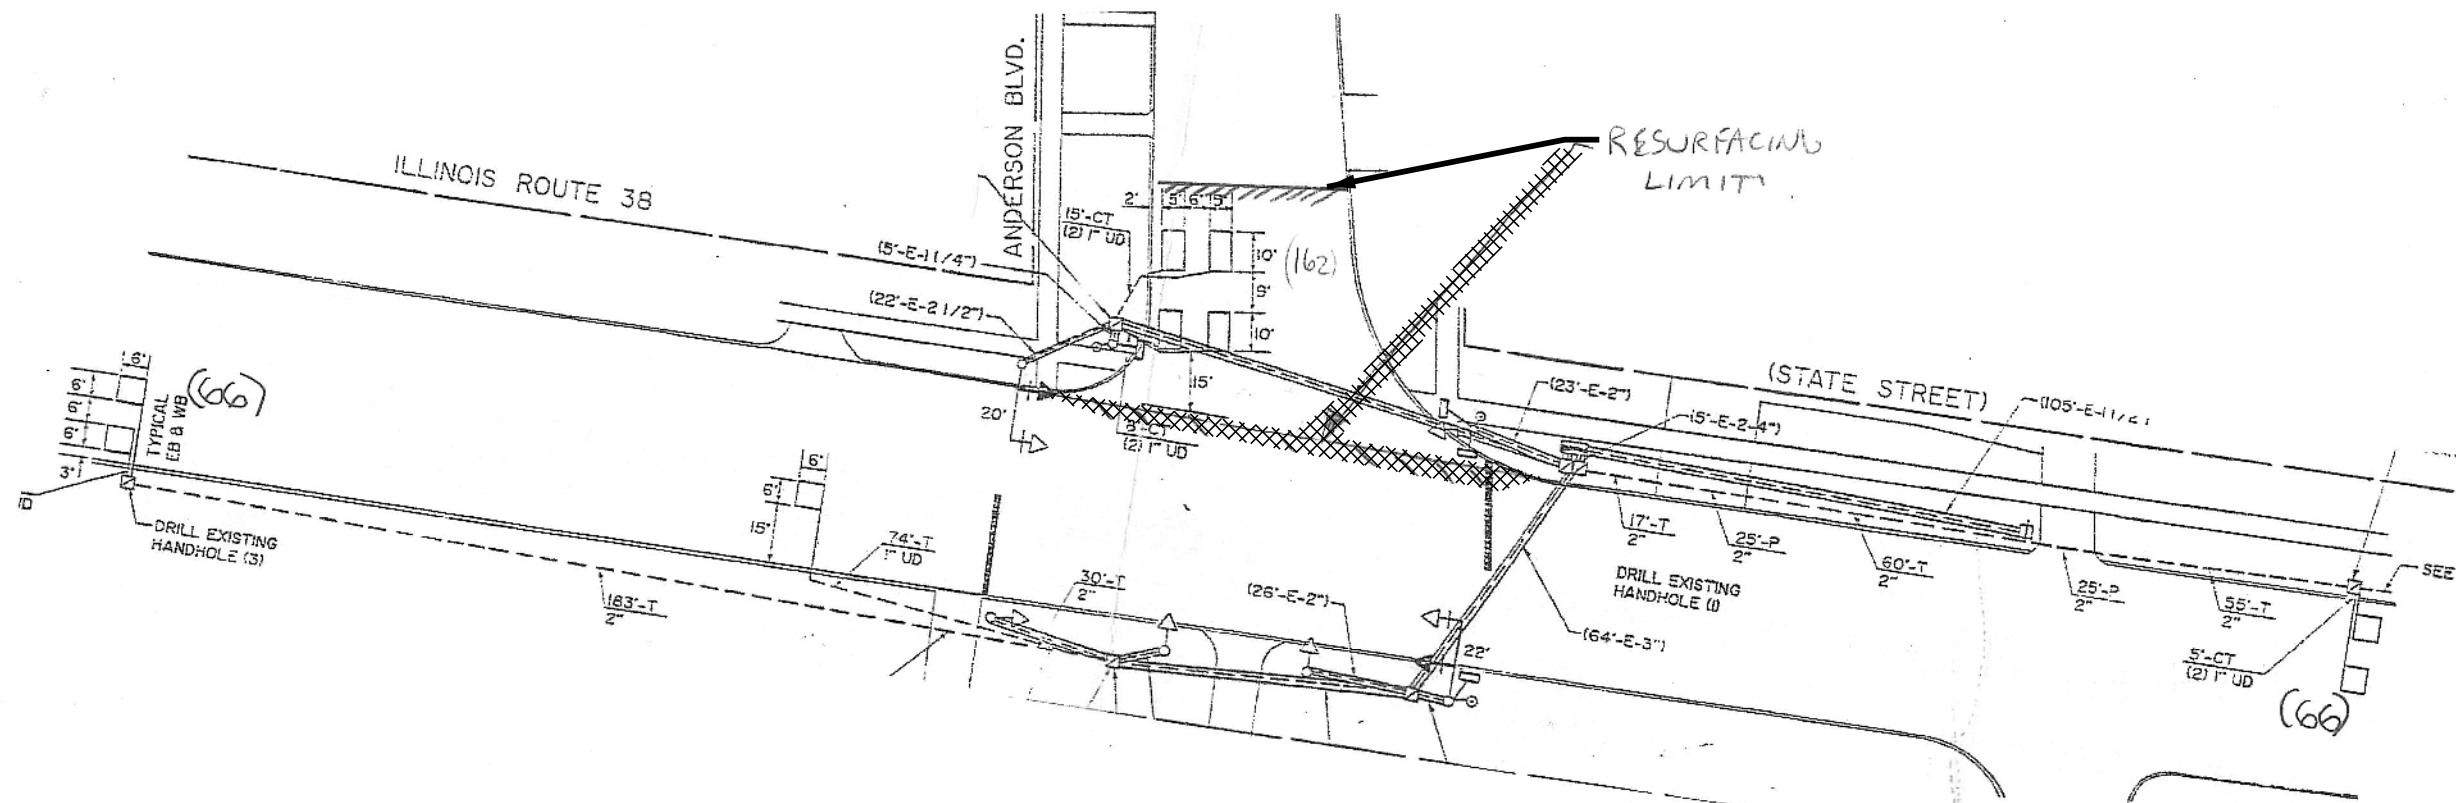 ILLINOIS ROUTE 38
ANDERSON BLVD.
RESURFACING
LIMIT
2'
5' 6' 5'
15'-CT
(2) 1" UD
10'
(162)
9'
10'
(5'-E-1 1/4")
(22'-E-2 1/2")
15'
20'
8'-CT
(2) 1" UD
(STATE STREET)
(23'-E-2")
(5'-E-2-4")
6'
6'
6'
6'
3'
TYPICAL
EB & WB
(66)
ID
DRILL EXISTING
HANDHOLE (3)
6'
6'
15'
74'-T
1" UD
183'-T
2"
30'-T
2"
(26'-E-2")
22'
(64'-E-3")
DRILL EXISTING
HANDHOLE (1)
17'-T
2"
25'-P
2"
60'-T
2"
25'-P
2"
55'-T
2"
SEE
5'-CT
(2) 1" UD
(66)